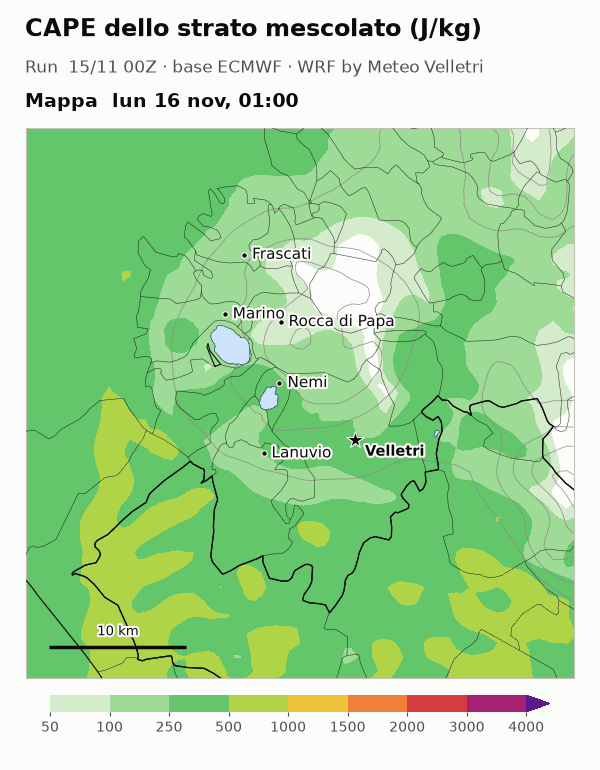 CAPE dello strato mescolato (J/kg)
Run  15/11 00Z · base ECMWF · WRF by Meteo Velletri
Mappa  lun 16 nov, 01:00
Frascati
Marino
Rocca di Papa
Nemi
Velletri
Lanuvio
10 km
50 100 250 500 1000 1500 2000 3000 4000